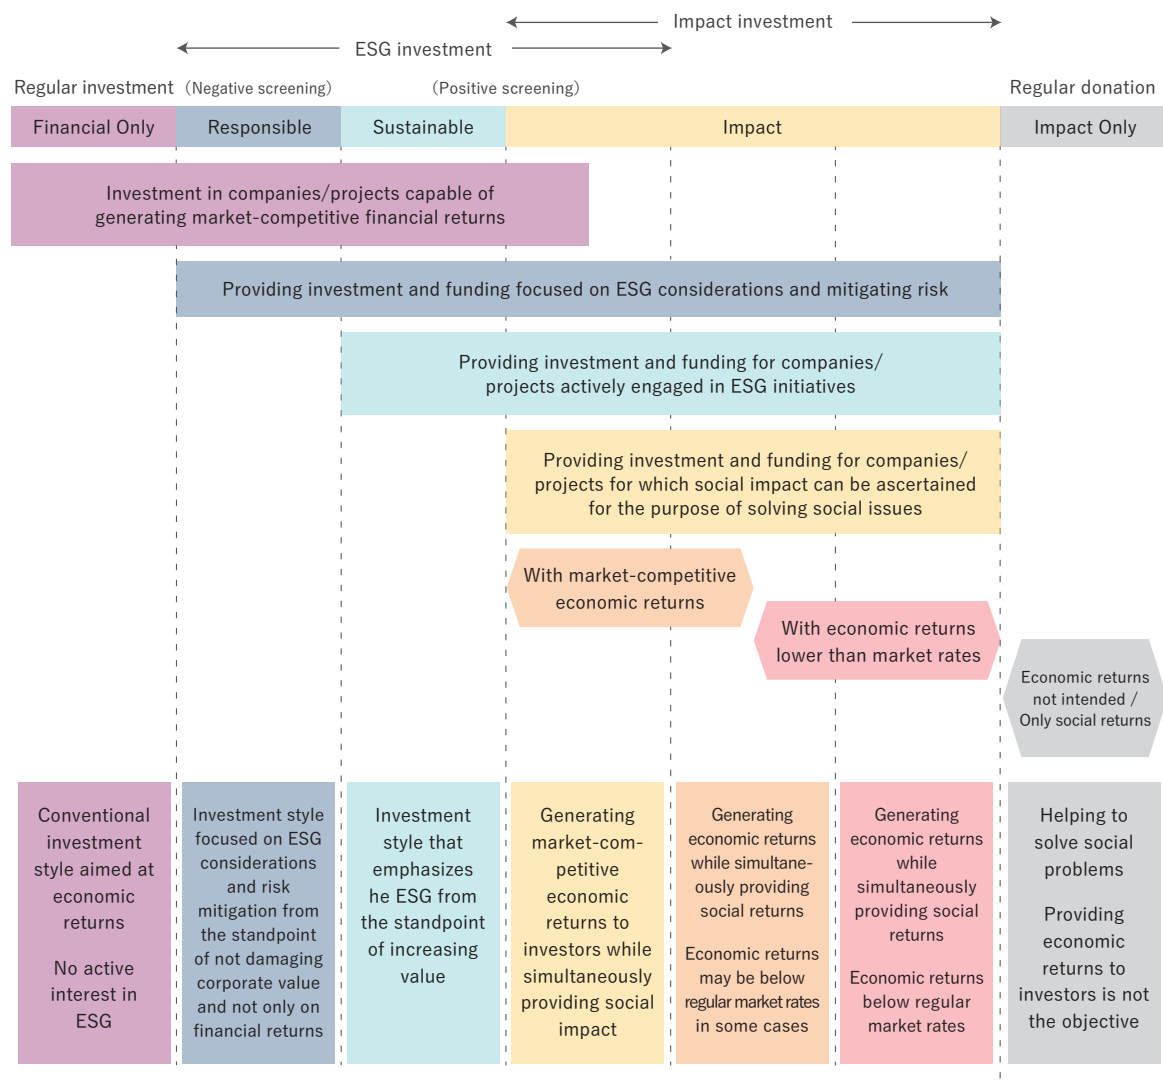 Impact investment
ESG investment
Regular investment
（Negative screening）
（Positive screening）
Regular donation
Financial Only
Responsible
Sustainable
Impact
Impact Only
Investment in companies/projects capable of
generating market-competitive financial returns
Providing investment and funding focused on ESG considerations and mitigating risk
Providing investment and funding for companies/
projects actively engaged in ESG initiatives
Providing investment and funding for companies/
projects for which social impact can be ascertained
for the purpose of solving social issues
With market-competitive
economic returns
With economic returns
lower than market rates
Economic returns
not intended /
Only social returns
Conventional
investment
style aimed at
economic
returns
No active
interest in
ESG
Investment style
focused on ESG
considerations
and risk
mitigation from
the standpoint
of not damaging
corporate value
and not only on
financial returns
Investment
style that
emphasizes
he ESG from
the standpoint
of increasing
value
Generating
market-com-
petitive
economic
returns to
investors while
simultaneously
providing social
impact
Generating
economic returns
while simultane-
ously providing
social returns
Economic returns
may be below
regular market rates
in some cases
Generating
economic returns
while
simultaneously
providing social
returns
Economic returns
below regular
market rates
Helping to
solve social
problems
Providing
economic
returns to
investors is not
the objective